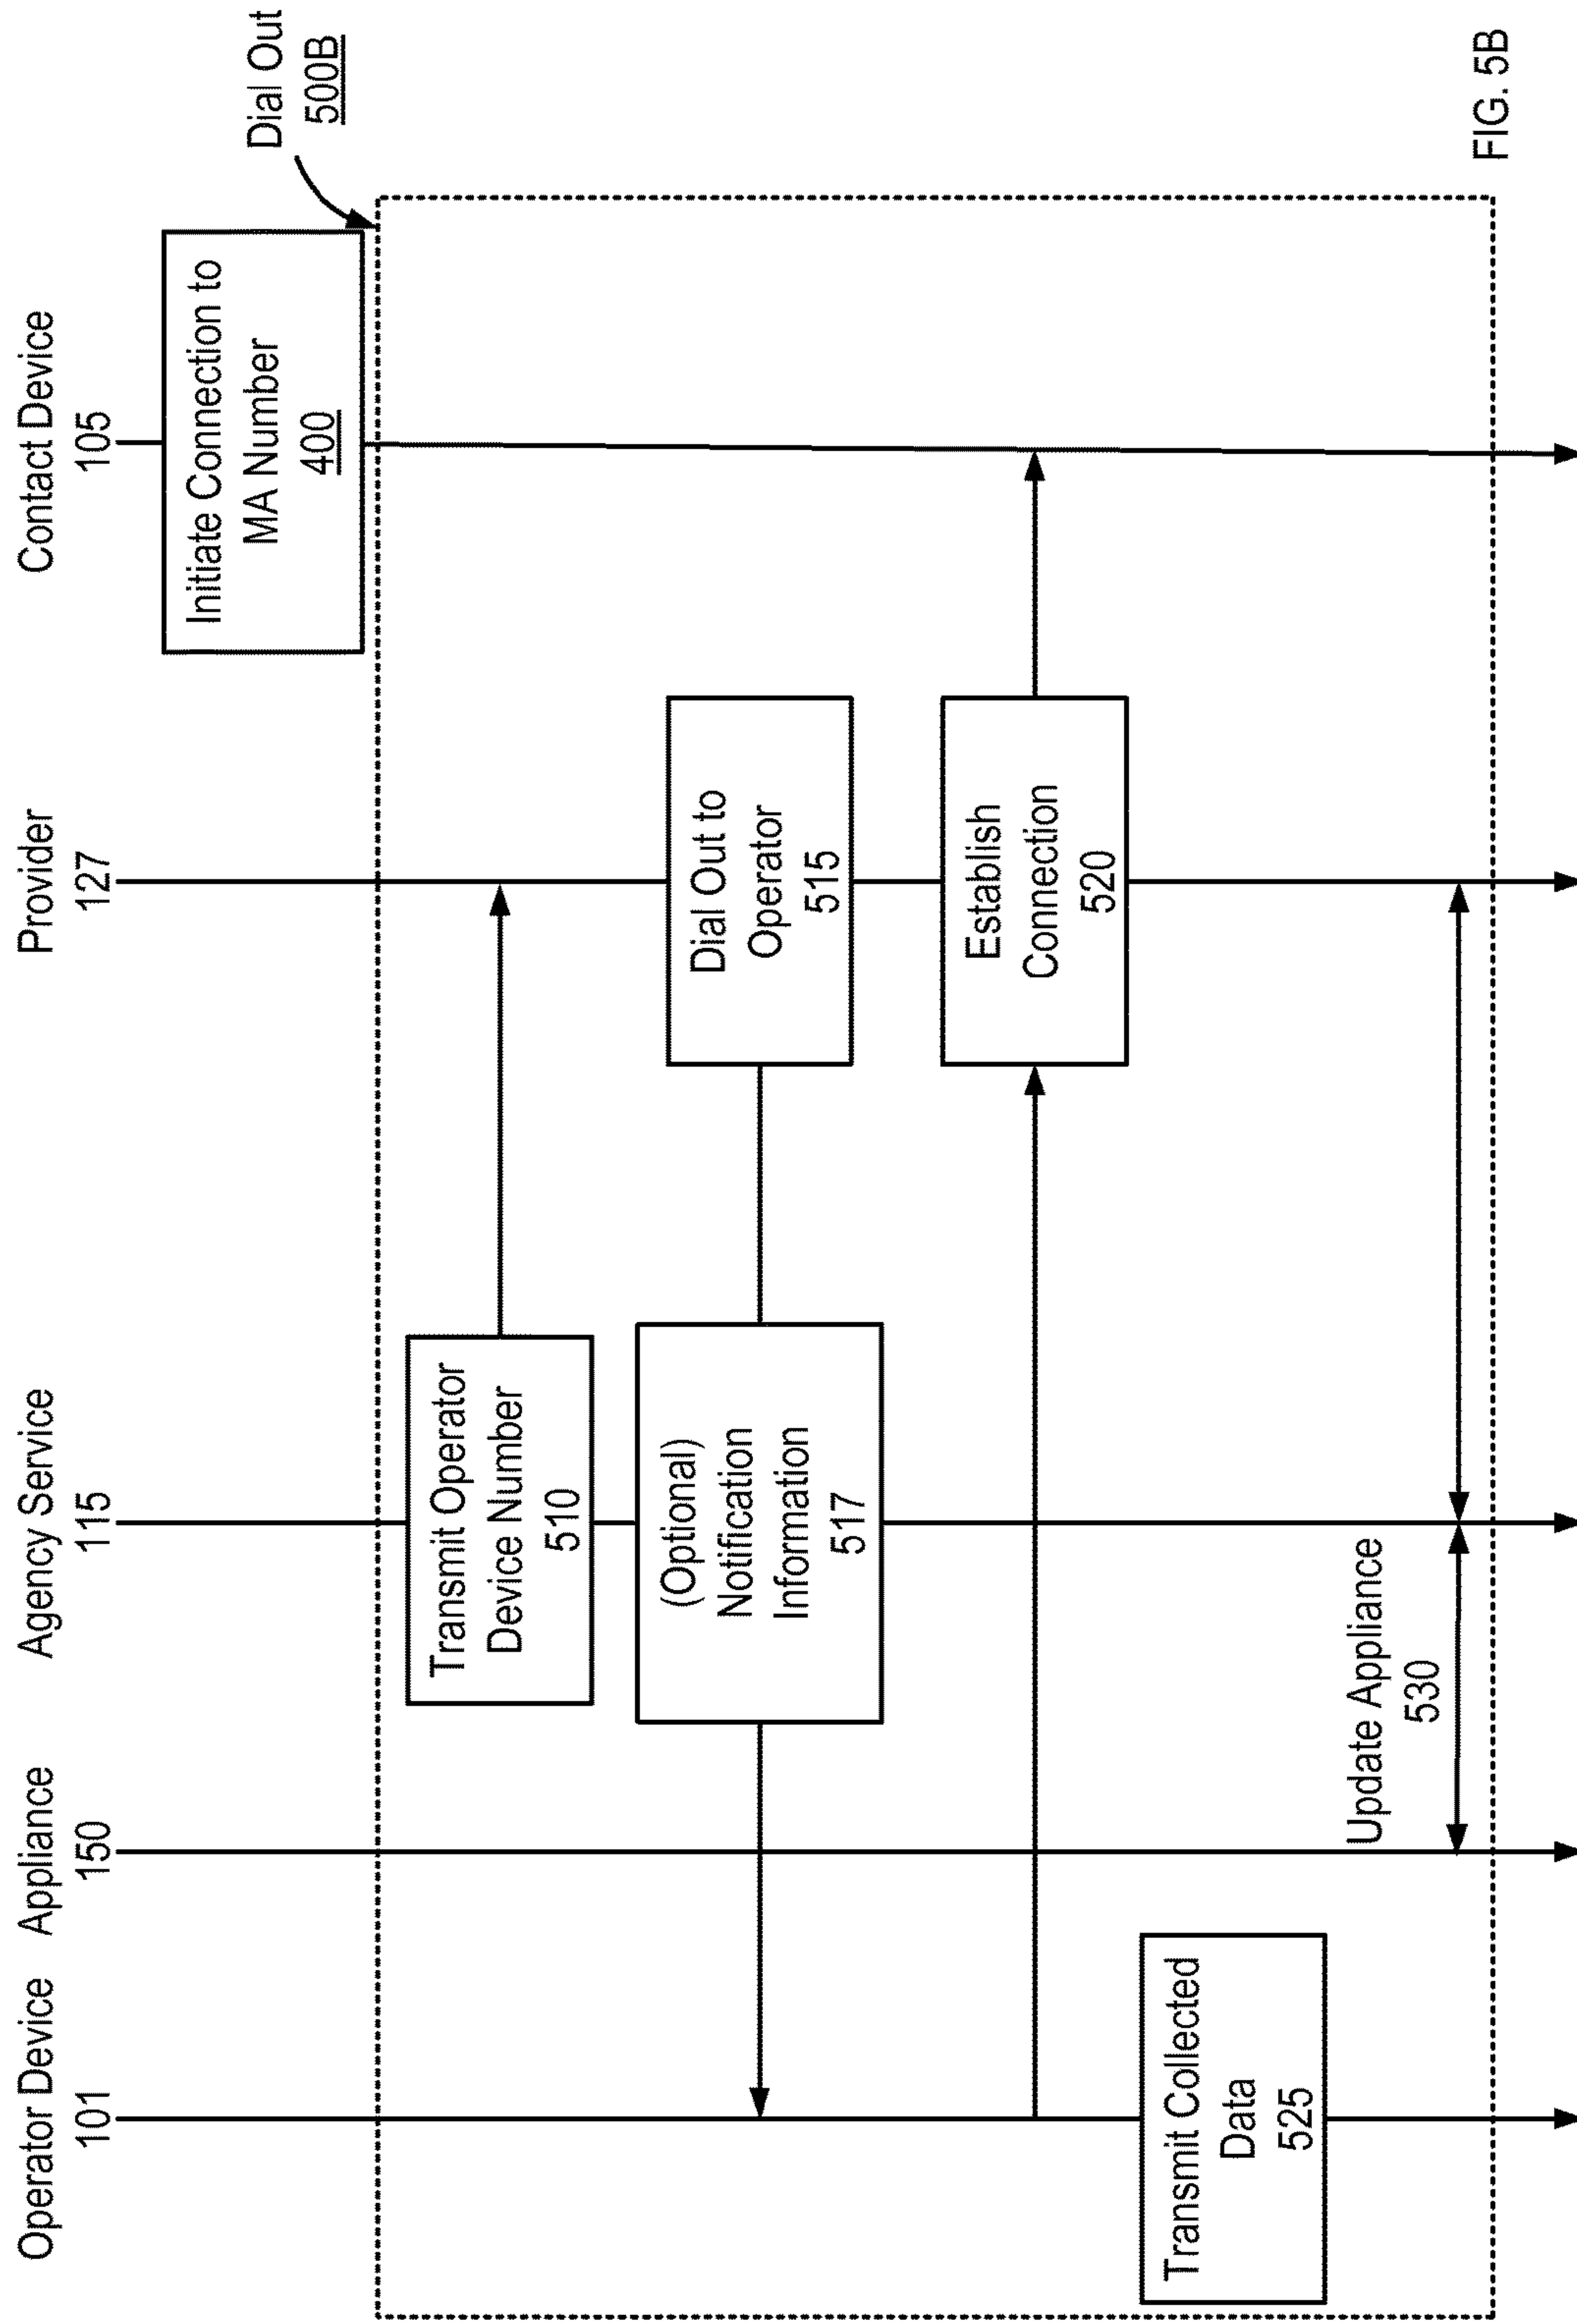 Operator Device
101
Appliance
150
Agency Service
115
Provider
127
Contact Device
105
Initiate Connection to
MA Number
400
Dial Out
500B
Transmit Operator
Device Number
510
(Optional)
Notification
Information
517
Dial Out to
Operator
515
Establish
Connection
520
Transmit Collected
Data
525
Update Appliance
530
FIG. 5B